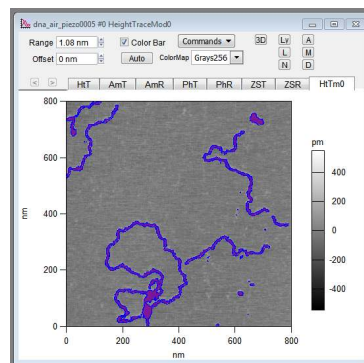 dna_air_piezo0005 #0 HeightTraceMod0
Range 1.08 nm Color Bar Commands 3D Lv A
Offset 0 nm Auto ColorMap Grays256 L M
N D
< > HtT AmT AmR PhT PhR ZST ZSR HtTm0
800
600
400
200
0
nm
0 200 400 600 800
nm
pm
400
200
0
-200
-400